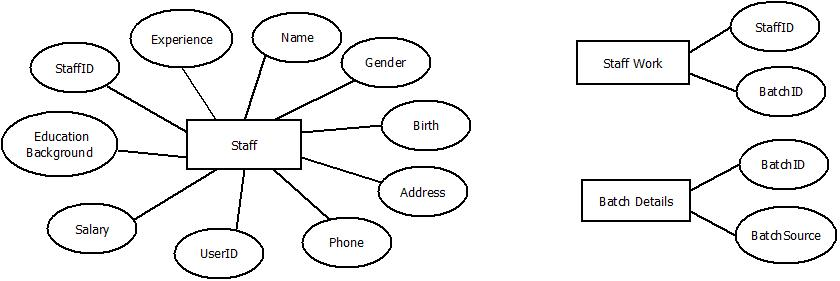 Experience
Name
StaffID
Gender
Education
Background
Staff
Birth
Address
Salary
UserID
Phone
StaffID
Staff Work
BatchID
BatchID
Batch Details
BatchSource